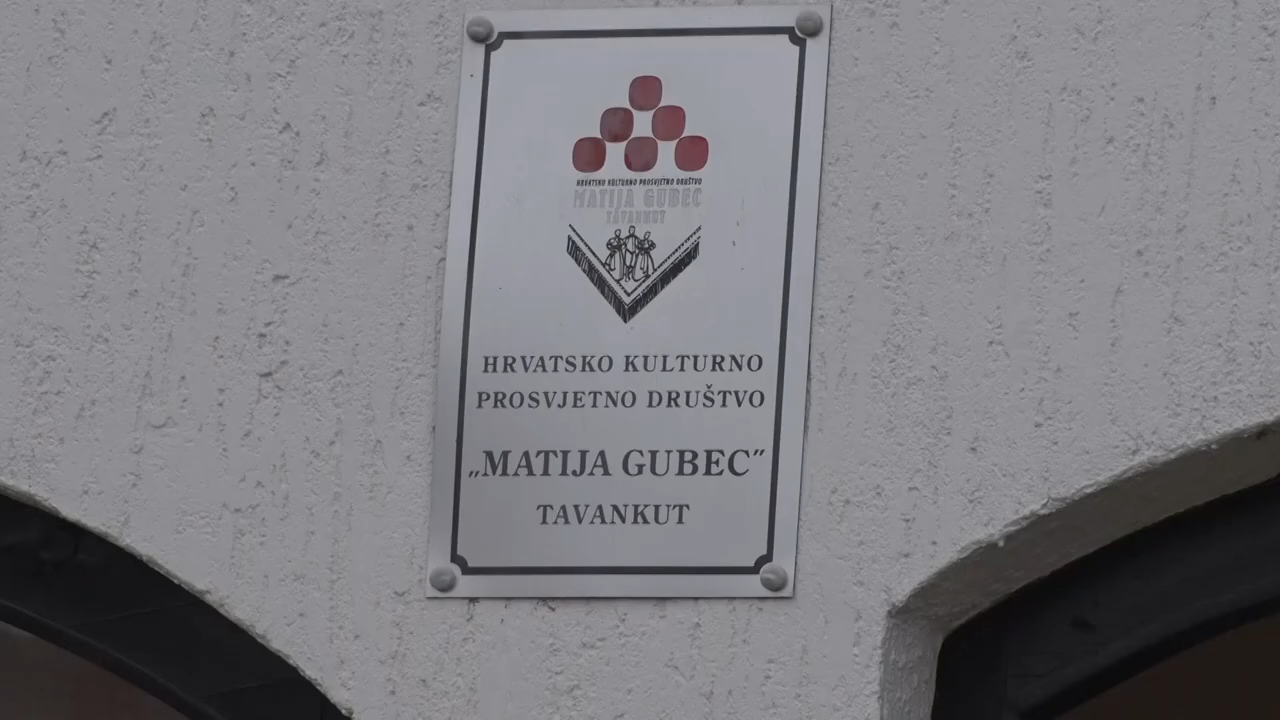 HRVATSKO KULTURNO PROSVJETNO DRUŠTVO
MATIJA GUBEC
TAVANKUT
HRVATSKO KULTURNO
PROSVJETNO DRUŠTVO
„MATIJA GUBEC”
TAVANKUT